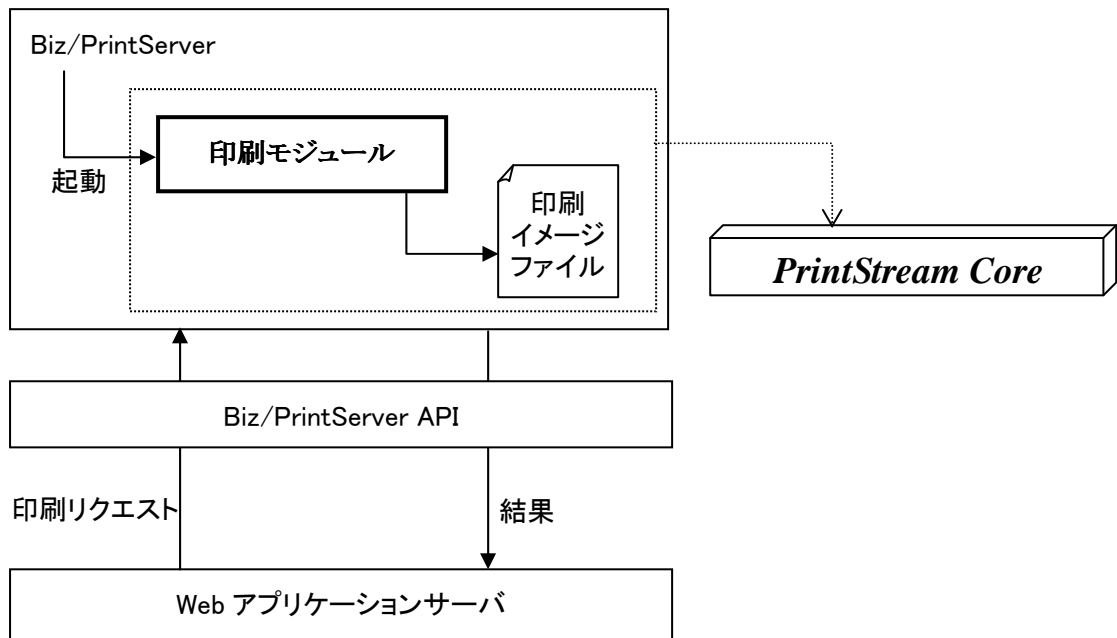 Biz/PrintServer
印刷モジュール
起動
印刷
イメージ
ファイル
PrintStream Core
Biz/PrintServer API
印刷リクエスト
結果
Web アプリケーションサーバ